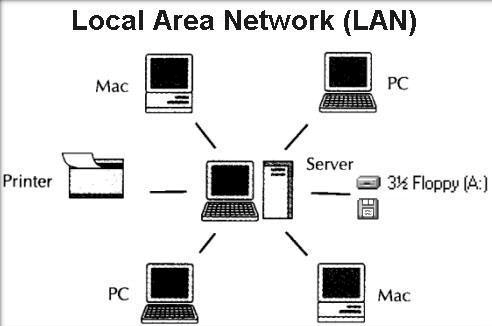 Local Area Network (LAN)
Mac
PC
Printer
Server
3½ Floppy (A:)
PC
Mac